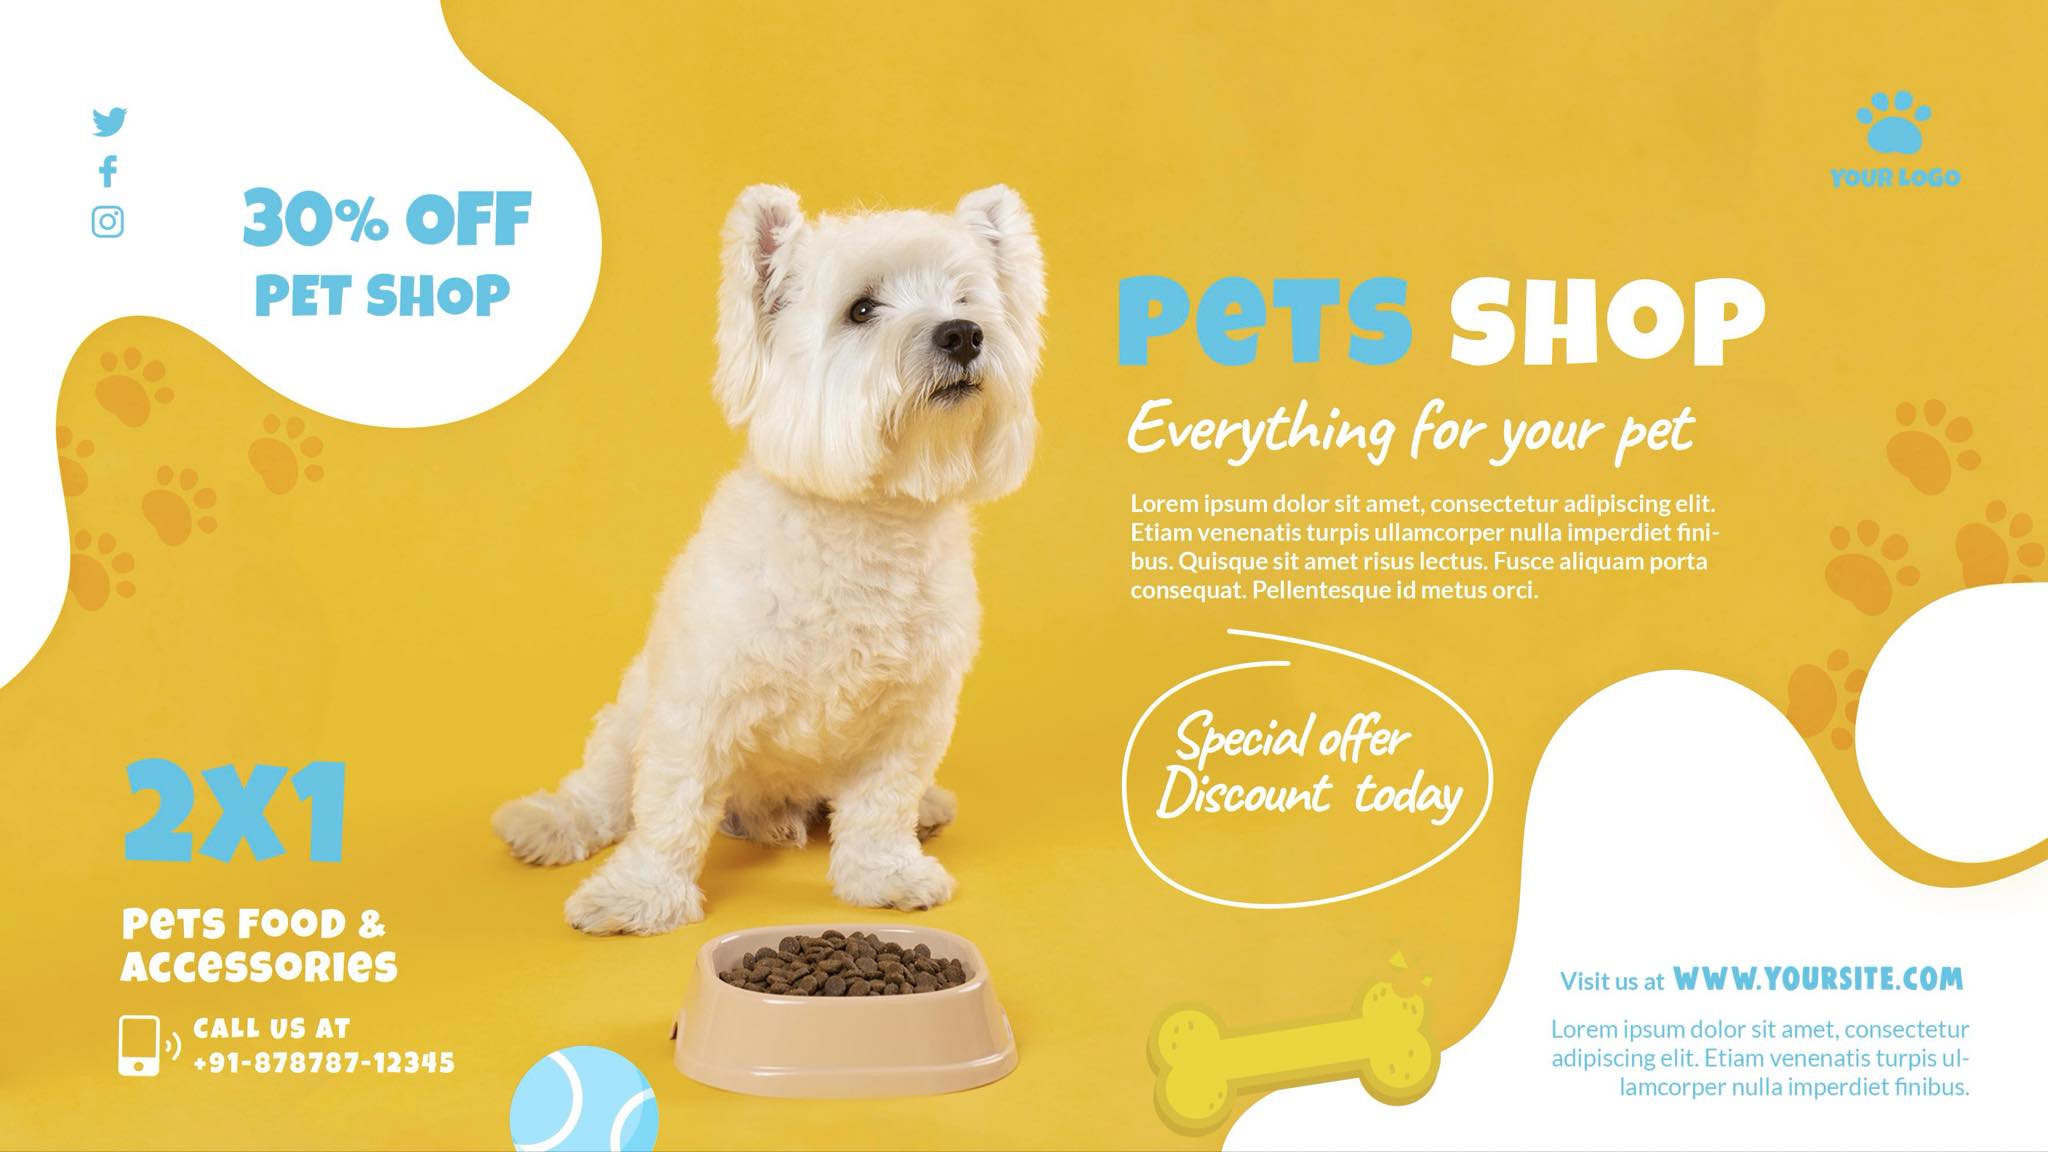 30% OFF
PET SHOP
YOUR LOGO
PeTS SHOP
Everything for your pet
Lorem ipsum dolor sit amet, consectetur adipiscing elit.
Etiam venenatis turpis ullamcorper nulla imperdiet fini-
bus. Quisque sit amet risus lectus. Fusce aliquam porta
consequat. Pellentesque id metus orci.
Special offer
Discount today
2X1
PeTS FOOD &
ACCeSSORIeS
CALL US AT
+91-878787-12345
Visit us at WWW.YOURSITE.COM
Lorem ipsum dolor sit amet, consectetur
adipiscing elit. Etiam venenatis turpis ul-
lamcorper nulla imperdiet finibus.